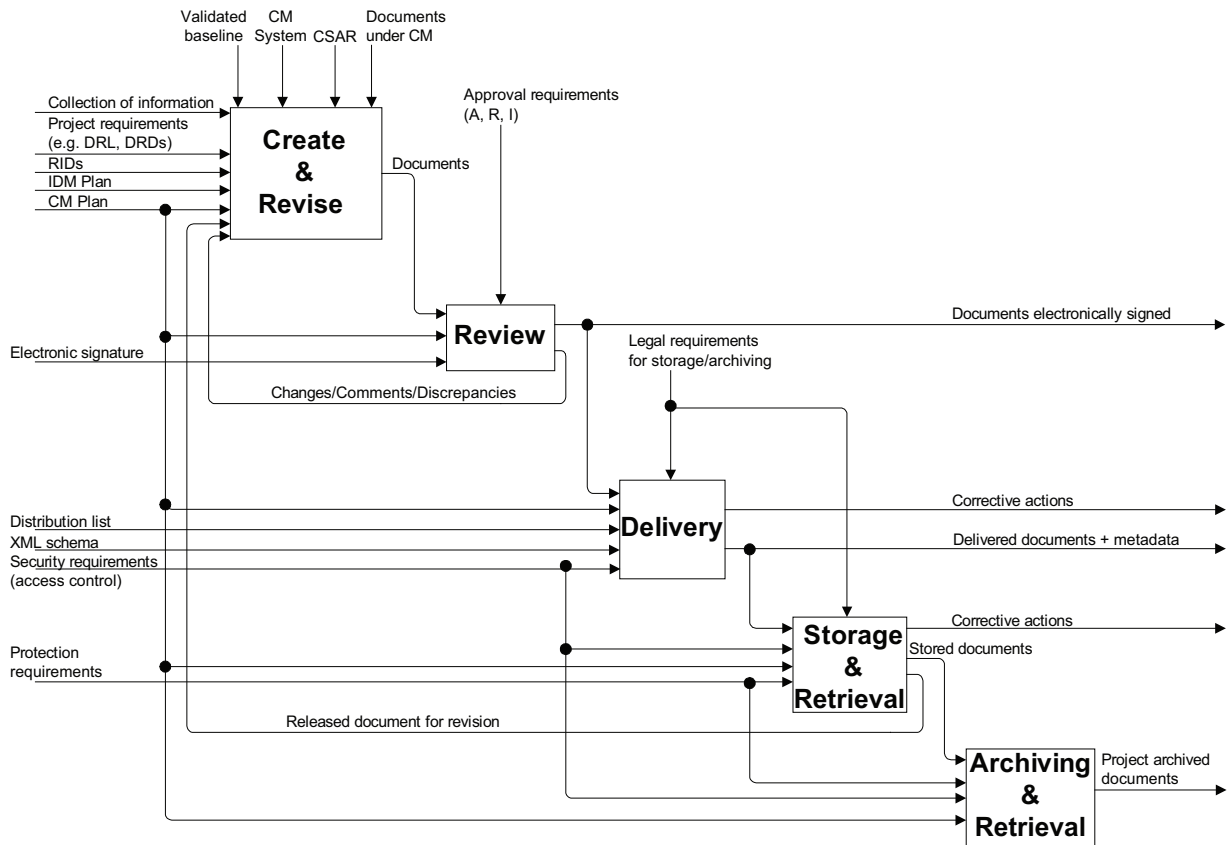 Validated
baseline
CM
System
CSAR
Documents
under CM
Collection of information
Project requirements
(e.g. DRL, DRDs)
RIDs
IDM Plan
CM Plan
Create
&
Revise
Approval requirements
(A, R, I)
Documents
Review
Documents electronically signed
Electronic signature
Legal requirements
for storage/archiving
Changes/Comments/Discrepancies
Delivery
Corrective actions
Distribution list
XML schema
Delivered documents + metadata
Security requirements
(access control)
Storage
&
Retrieval
Corrective actions
Stored documents
Protection
requirements
Released document for revision
Archiving
&
Retrieval
Project archived
documents